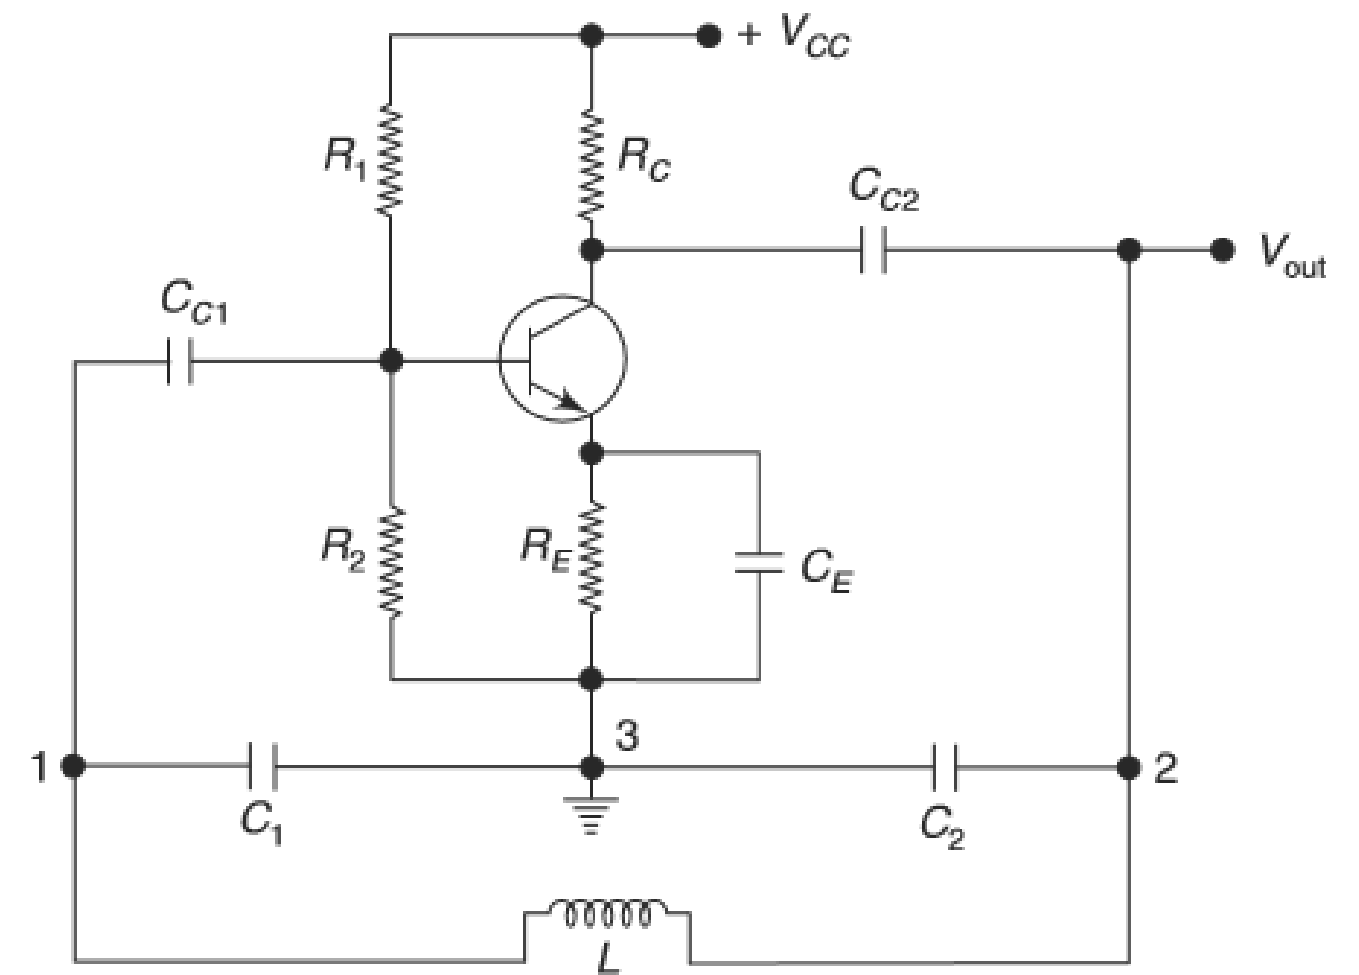 + V_CC
R_1
R_C
C_C2
V_out
C_C1
R_2
R_E
C_E
3
1
2
C_1
C_2
L